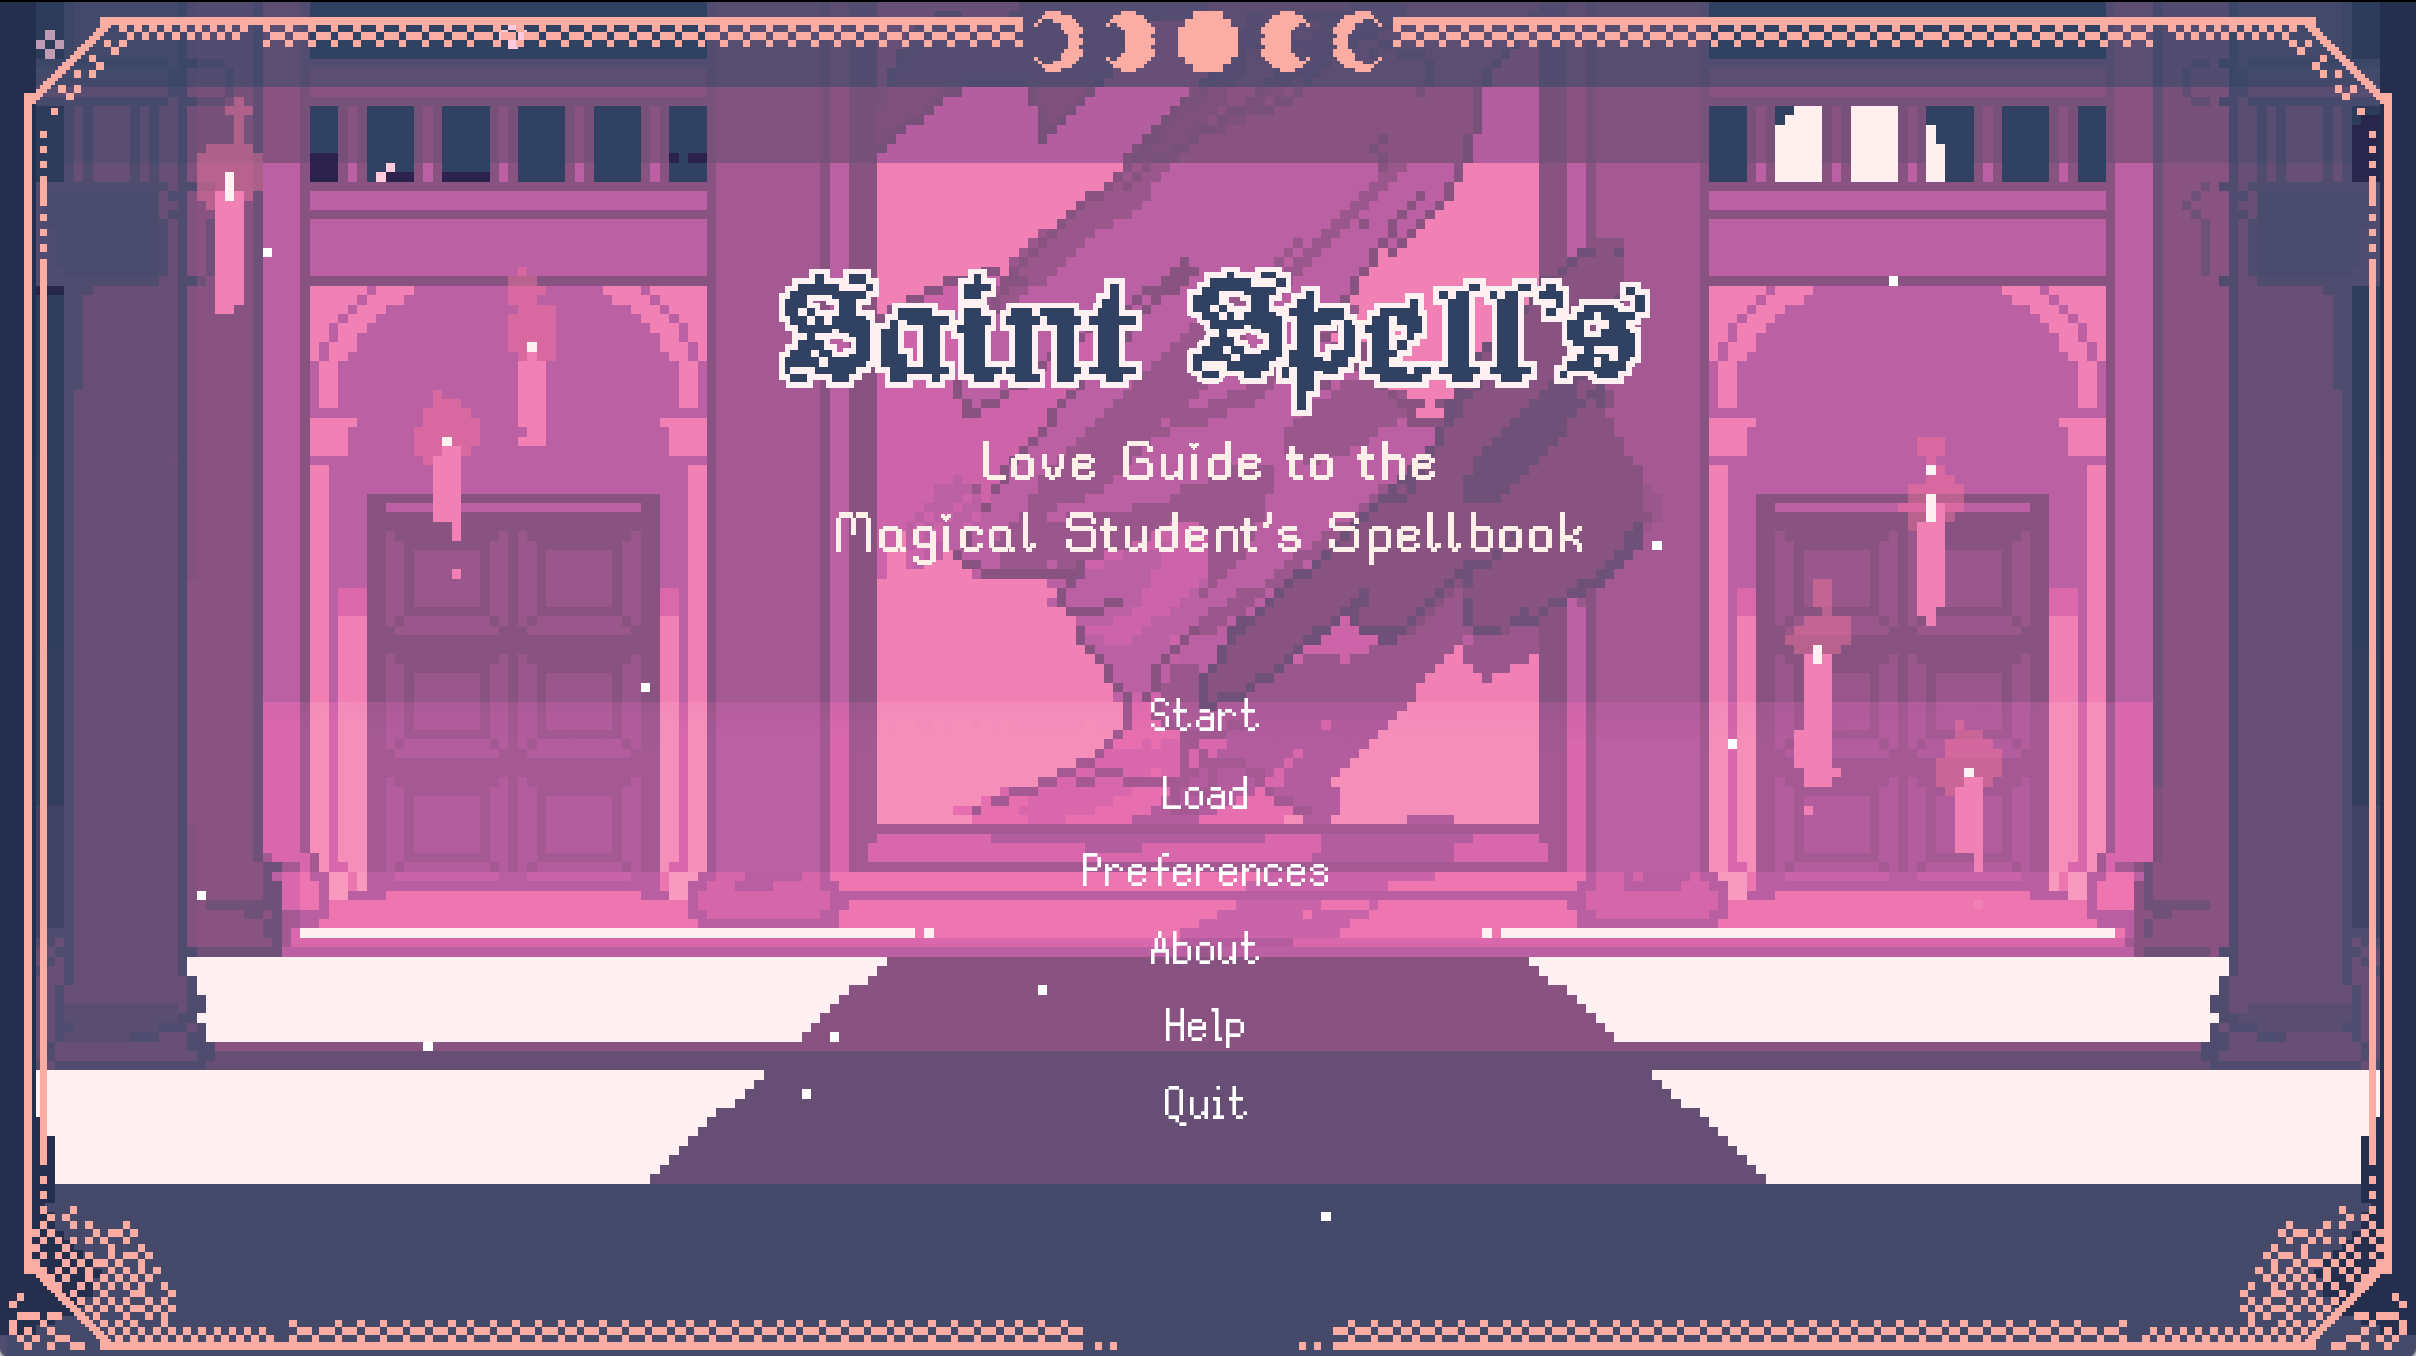 Saint Spell's
Love Guide to the
Magical Student's Spellbook
Start
Load
Preferences
About
Help
Quit